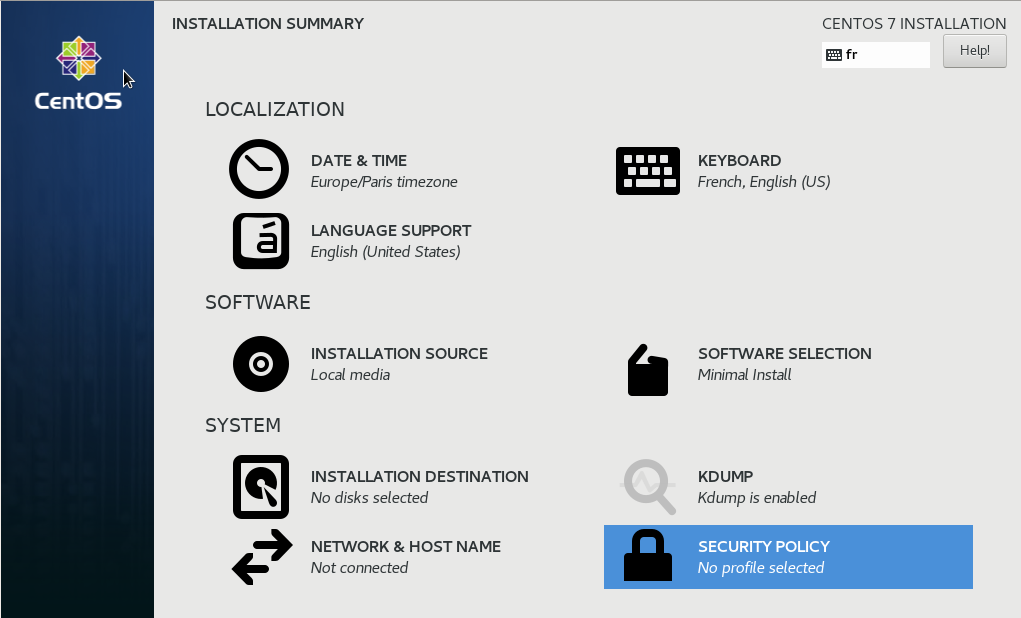 INSTALLATION SUMMARY
CENTOS 7 INSTALLATION
fr
Help!
CentOS
LOCALIZATION
DATE & TIME
Europe/Paris timezone
KEYBOARD
French, English (US)
á
LANGUAGE SUPPORT
English (United States)
SOFTWARE
INSTALLATION SOURCE
Local media
SOFTWARE SELECTION
Minimal Install
SYSTEM
INSTALLATION DESTINATION
No disks selected
KDUMP
Kdump is enabled
NETWORK & HOST NAME
Not connected
SECURITY POLICY
No profile selected